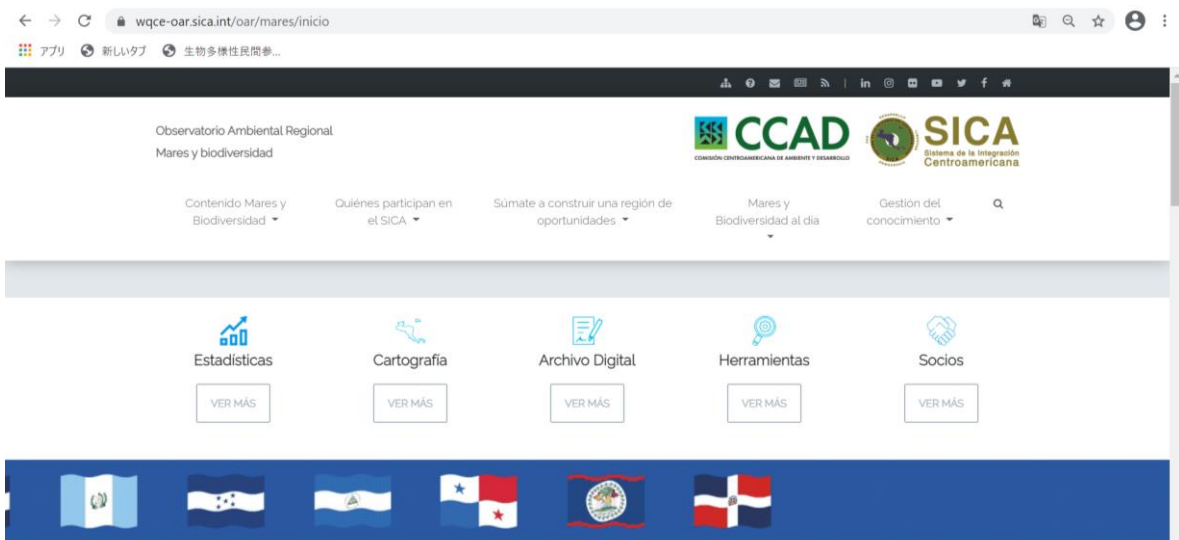 wqce-oar.sica.int/oar/mares/inicio
アプリ 新しいタブ 生物多様性民間参...
in
Observatorio Ambiental Regional
Mares y biodiversidad
CCAD
COMISIÓN CENTROAMERICANA DE AMBIENTE Y DESARROLLO
SICA
Sistema de la Integración
Centroamericana
Contenido Mares y
Biodiversidad
Quiénes participan en
el SICA
Súmate a construir una región de
oportunidades
Mares y
Biodiversidad al día
Gestión del
conocimiento
Estadísticas
Cartografía
Archivo Digital
Herramientas
Socios
VER MÁS
VER MÁS
VER MÁS
VER MÁS
VER MÁS